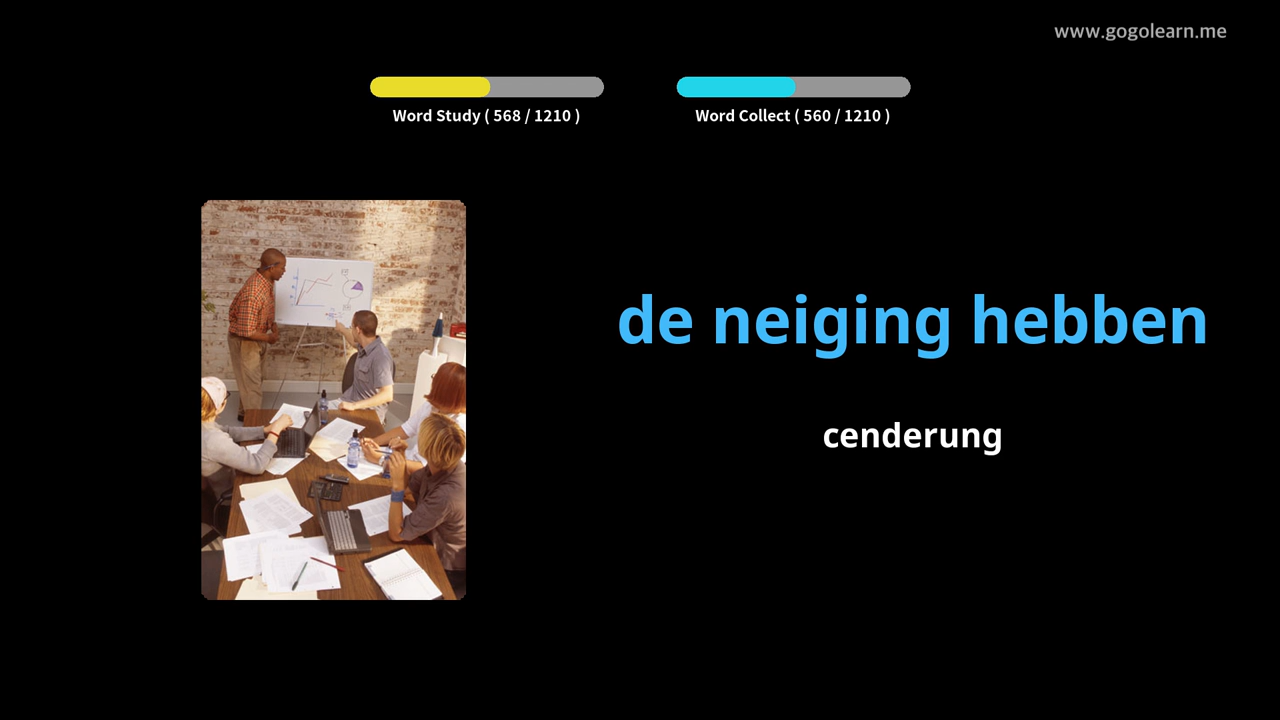 www.gogolearn.me
Word Study ( 568 / 1210 )
Word Collect ( 560 / 1210 )
de neiging hebben
cenderung